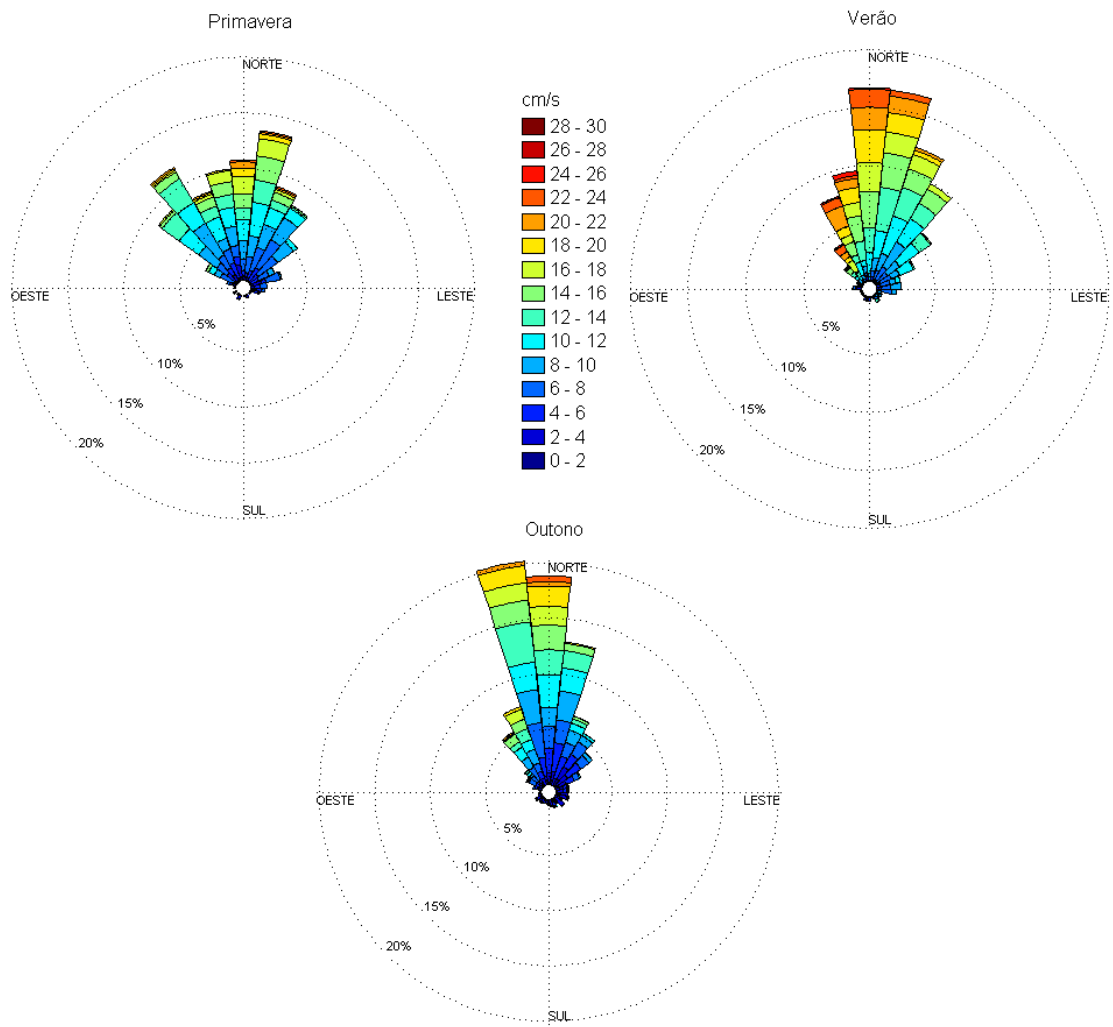 Primavera
NORTE
OESTE
LESTE
SUL
5%
10%
15%
20%
cm/s
28 - 30
26 - 28
24 - 26
22 - 24
20 - 22
18 - 20
16 - 18
14 - 16
12 - 14
10 - 12
8 - 10
6 - 8
4 - 6
2 - 4
0 - 2
Verão
NORTE
OESTE
LESTE
SUL
5%
10%
15%
20%
Outono
NORTE
OESTE
LESTE
SUL
5%
10%
15%
20%